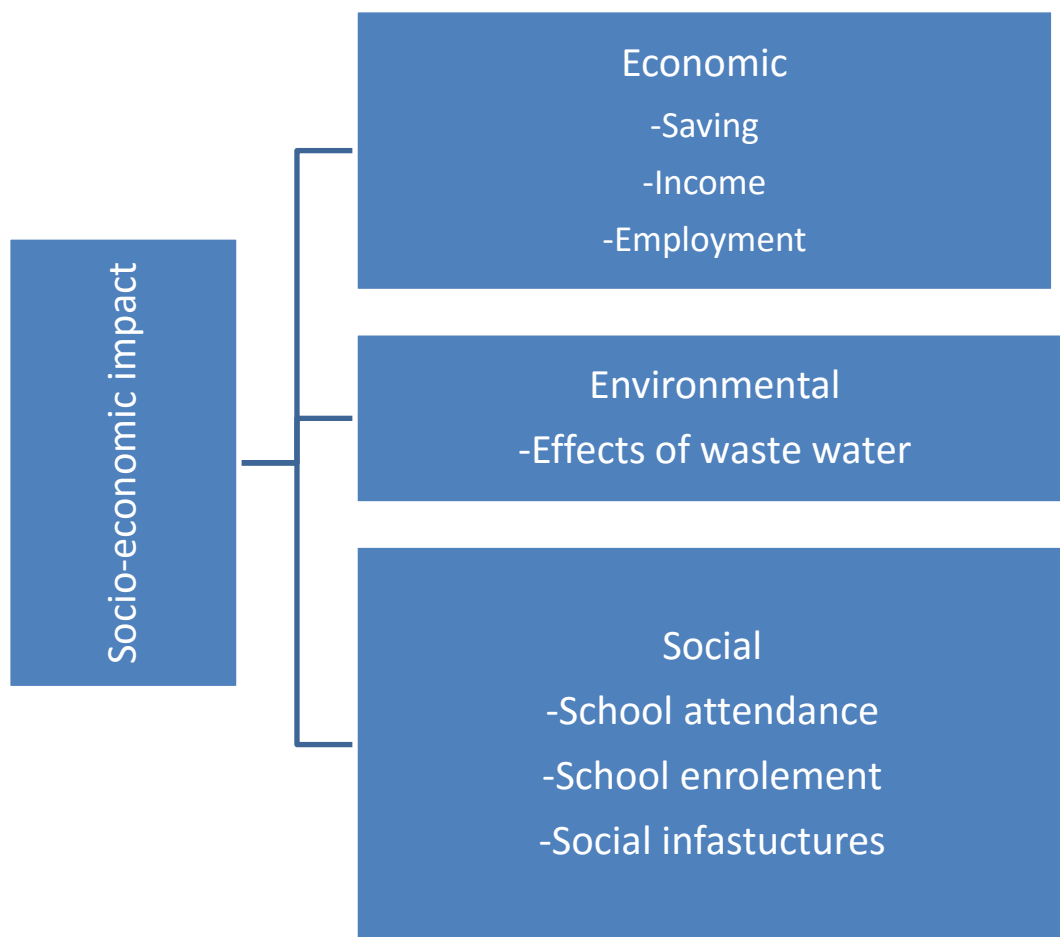 Socio-economic impact
Economic
-Saving
-Income
-Employment
Environmental
-Effects of waste water
Social
-School attendance
-School enrolement
-Social infastuctures